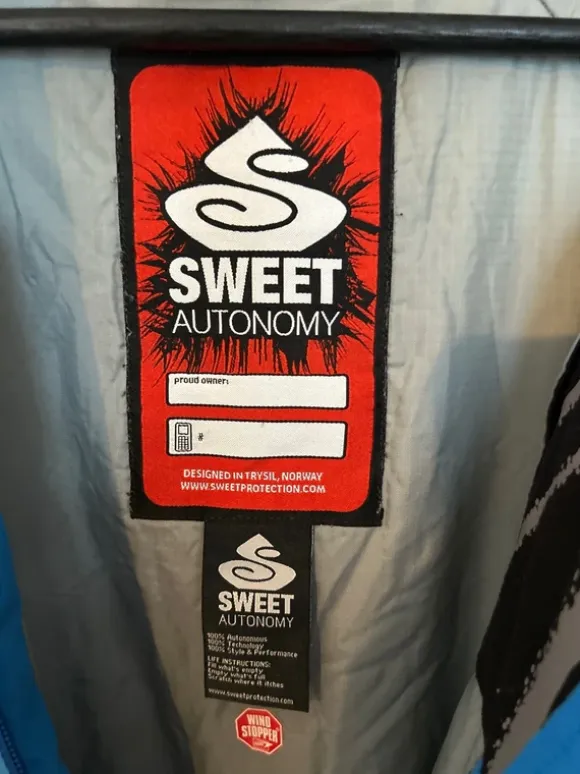 SWEET
AUTONOMY
proud owner:
#
DESIGNED IN TRYSIL, NORWAY
WWW.SWEETPROTECTION.COM
SWEET
AUTONOMY
100% Autonomous
100% Technology
100% Style & Performance
LIFE INSTRUCTIONS:
Fill what's empty
Empty what's full
Scratch where it itches
www.sweetprotection.com
WIND
STOPPER